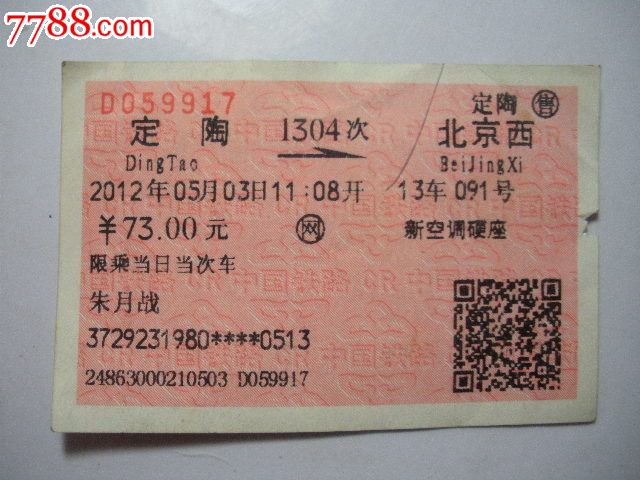 7788.com
D059917
定陶 售
定陶 1304次 北京西
DingTao BeiJingXi
2012年05月03日11:08开 13车 091号
￥73.00元 网 新空调硬座
限乘当日当次车
朱月战
3729231980****0513
24863000210503 D059917